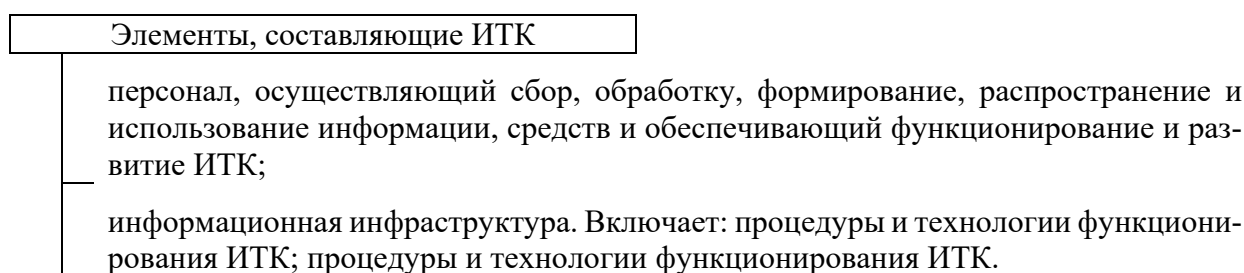 Элементы, составляющие ИТК
персонал, осуществляющий сбор, обработку, формирование, распространение и
использование информации, средств и обеспечивающий функционирование и раз-
витие ИТК;
информационная инфраструктура. Включает: процедуры и технологии функциони-
рования ИТК; процедуры и технологии функционирования ИТК.